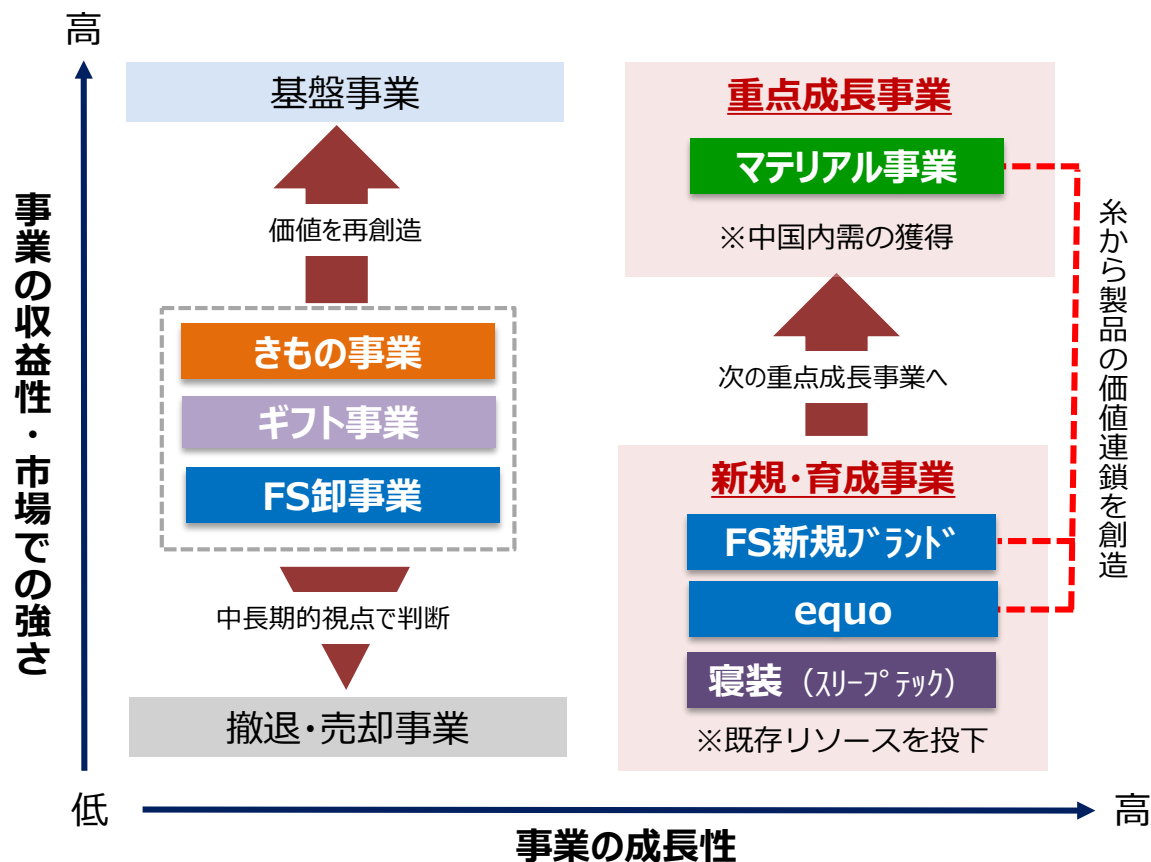 高
事業の収益性・市場での強さ
基盤事業
価値を再創造
きもの事業
ギフト事業
FS卸事業
中長期的視点で判断
撤退・売却事業
重点成長事業
マテリアル事業
※中国内需の獲得
次の重点成長事業へ
新規・育成事業
FS新規ﾌﾞﾗﾝﾄﾞ
equo
寝装（ｽﾘｰﾌﾟﾃｯｸ）
※既存リソースを投下
糸から製品の価値連鎖を創造
低
高
事業の成長性